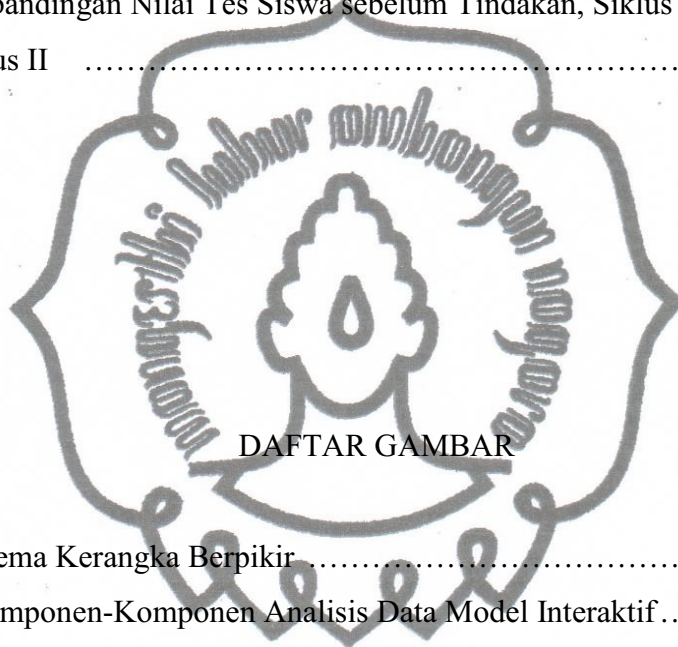 bandingan Nilai Tes Siswa sebelum Tindakan, Siklus
us II ……………………………………………………………
DAFTAR GAMBAR
ema Kerangka Berpikir ……………………………………
mponen-Komponen Analisis Data Model Interaktif…